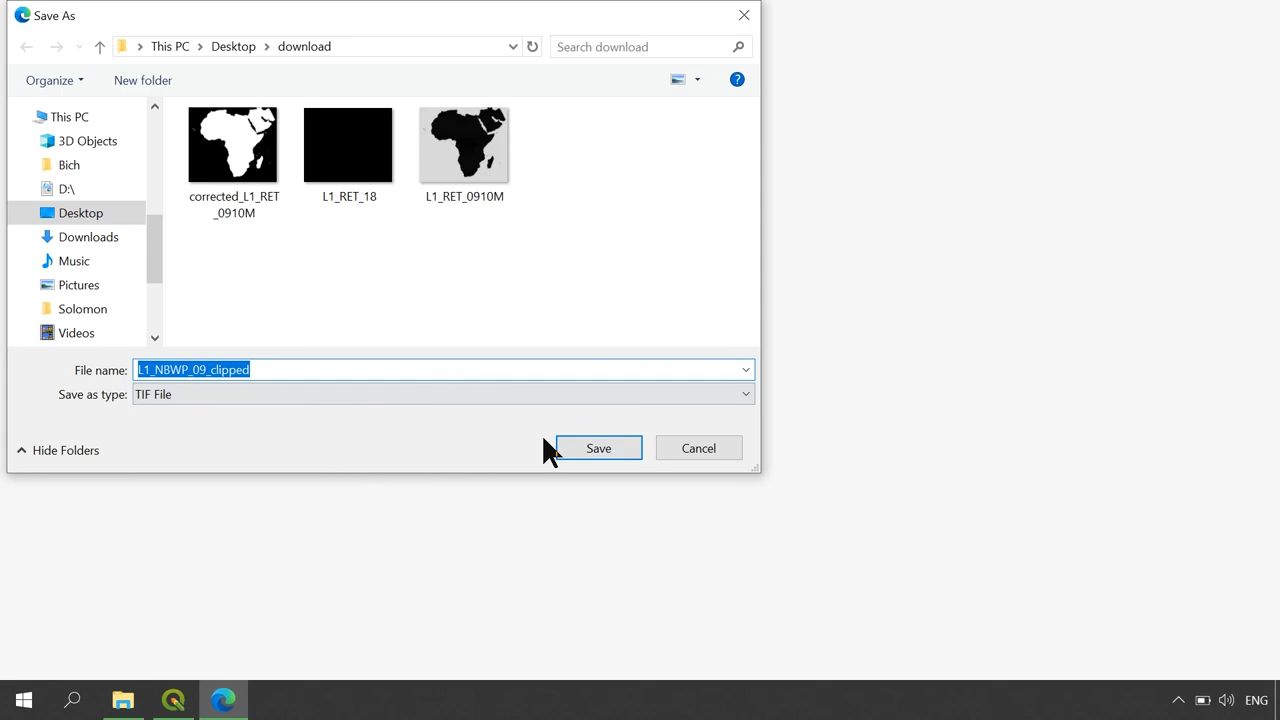 Save As
This PC
Desktop
download
Search download
Organize
New folder
This PC
3D Objects
Bich
D:\
Desktop
Downloads
Music
Pictures
Solomon
Videos
corrected_L1_RET
_0910M
L1_RET_18
L1_RET_0910M
File name:
L1_NBWP_09_clipped
Save as type:
TIF File
Hide Folders
Save
Cancel
ENG